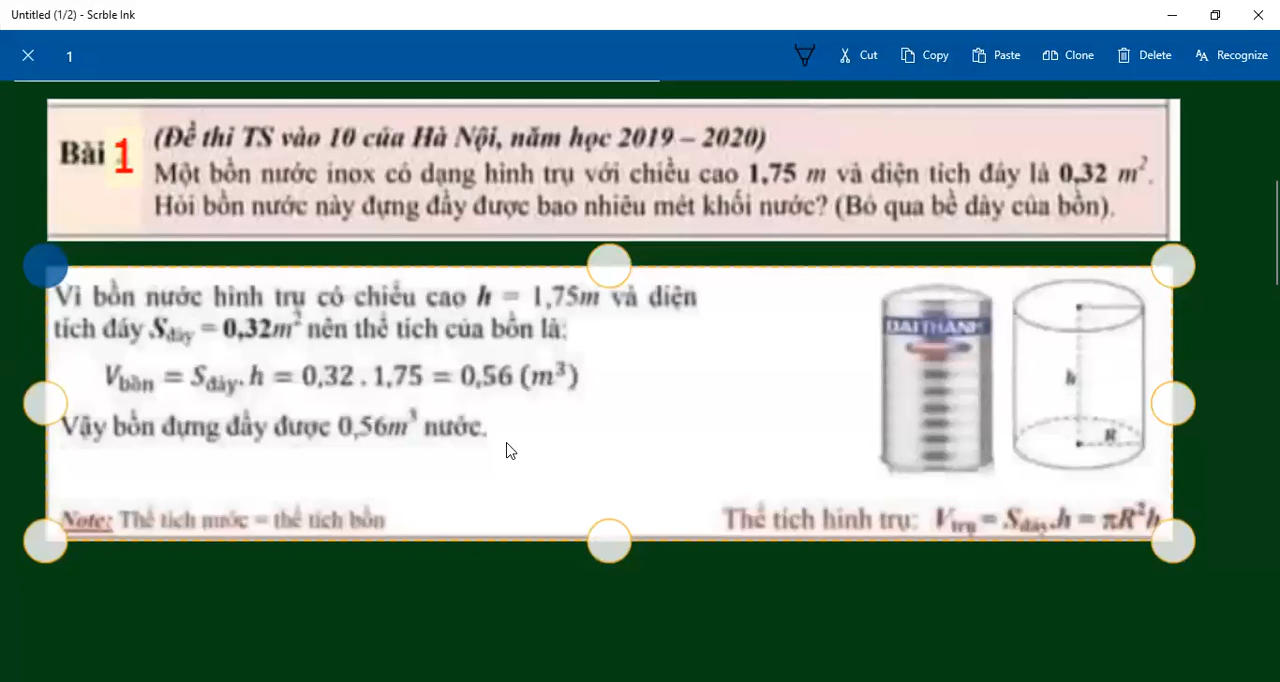 Untitled (1/2) - Scrble Ink
1
Cut
Copy
Paste
Clone
Delete
Recognize
Bài 1
(Đề thi TS vào 10 của Hà Nội, năm học 2019 – 2020)
Một bồn nước inox có dạng hình trụ với chiều cao 1,75 m và diện tích đáy là 0,32 m².
Hỏi bồn nước này đựng đầy được bao nhiêu mét khối nước? (Bỏ qua bề dày của bồn).
Vì bồn nước hình trụ có chiều cao h = 1,75m và diện
tích đáy Sđáy = 0,32m² nên thể tích của bồn là:
Vbồn = Sđáy. h = 0,32 . 1,75 = 0,56 (m³)
Vậy bồn đựng đầy được 0,56m³ nước.
DAITHANH
h
R
Note: Thể tích nước = thể tích bồn
Thể tích hình trụ: Vtrụ = Sđáy.h = πR²h